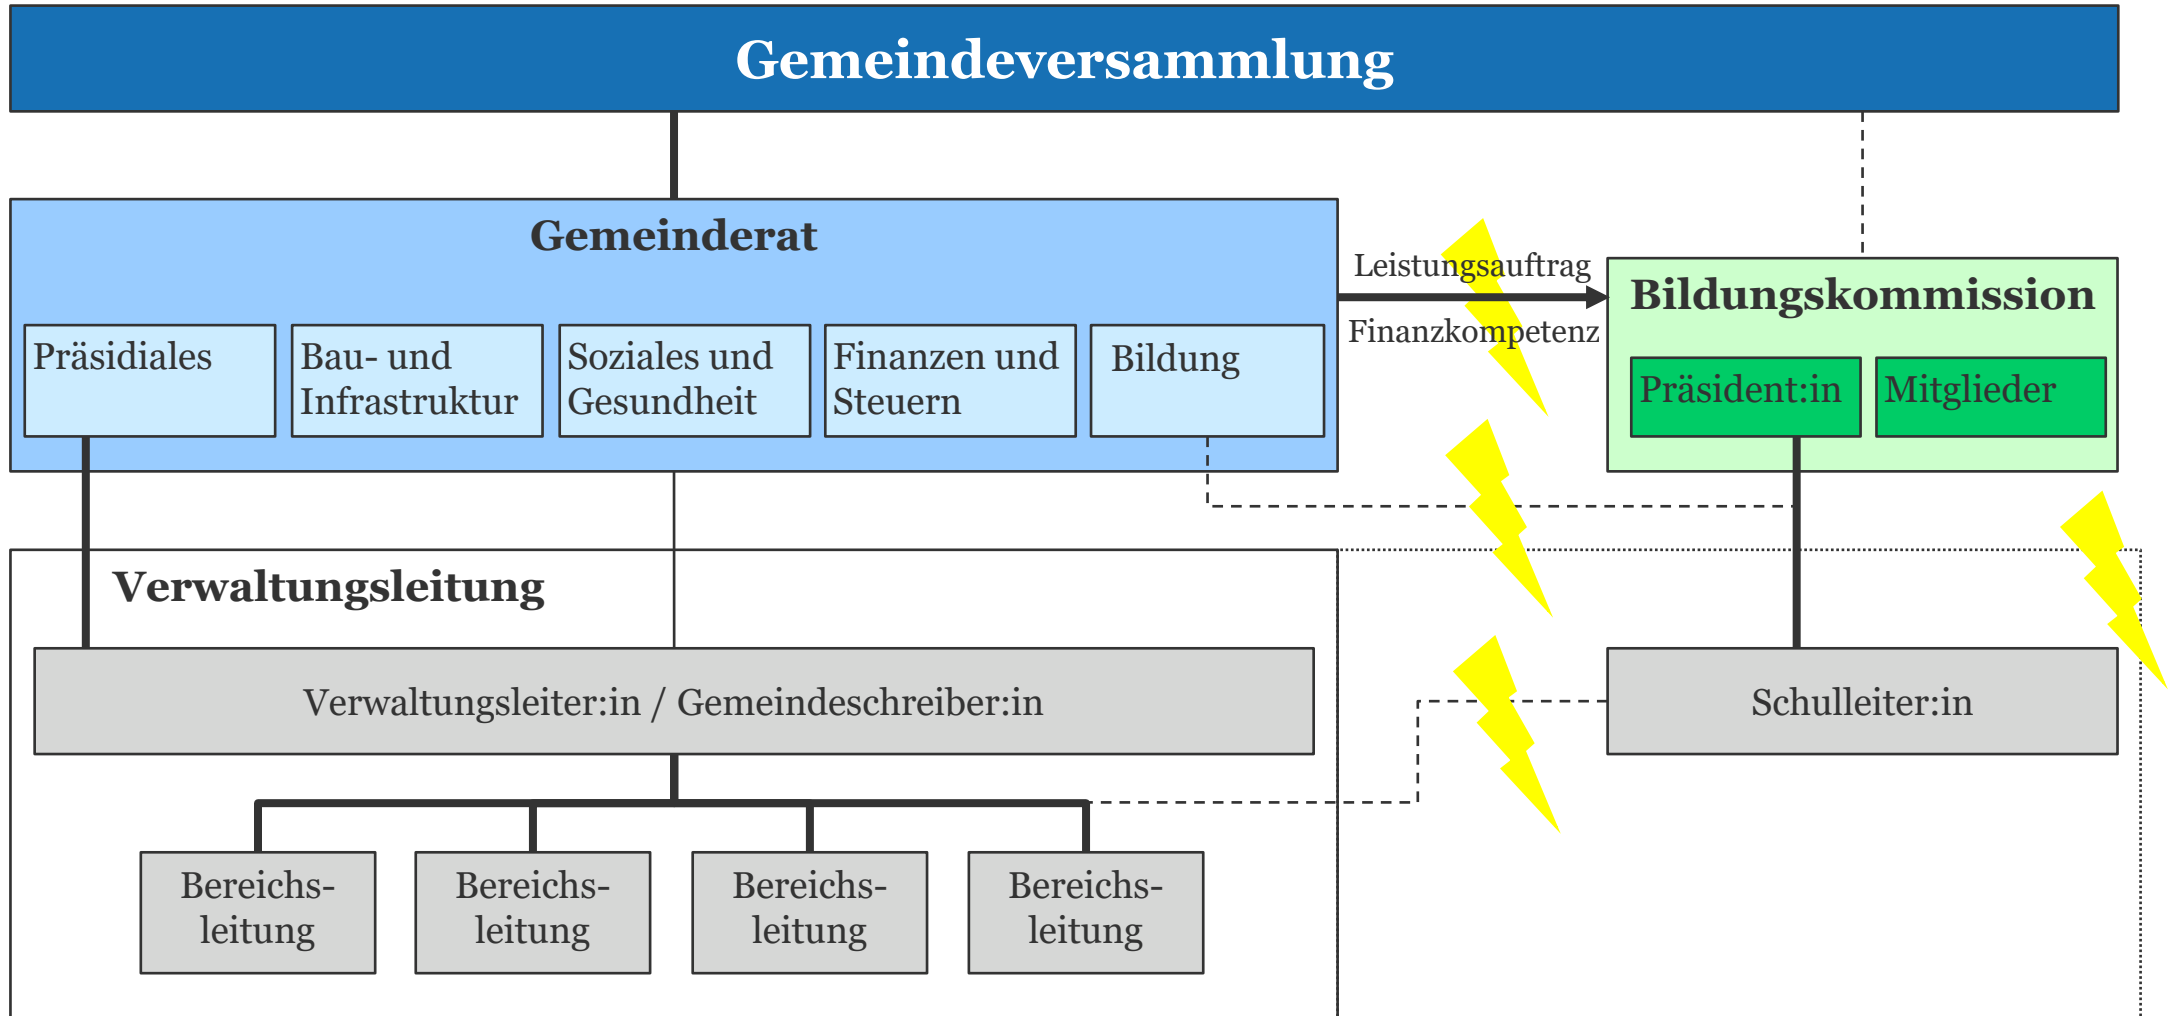 Gemeindeversammlung
Gemeinderat
Leistungsauftrag
Finanzkompetenz
Bildungskommission
Präsidiales
Bau- und
Infrastruktur
Soziales und
Gesundheit
Finanzen und
Steuern
Bildung
Präsident:in
Mitglieder
Verwaltungsleitung
Verwaltungsleiter:in / Gemeindeschreiber:in
Schulleiter:in
Bereichs-
leitung
Bereichs-
leitung
Bereichs-
leitung
Bereichs-
leitung